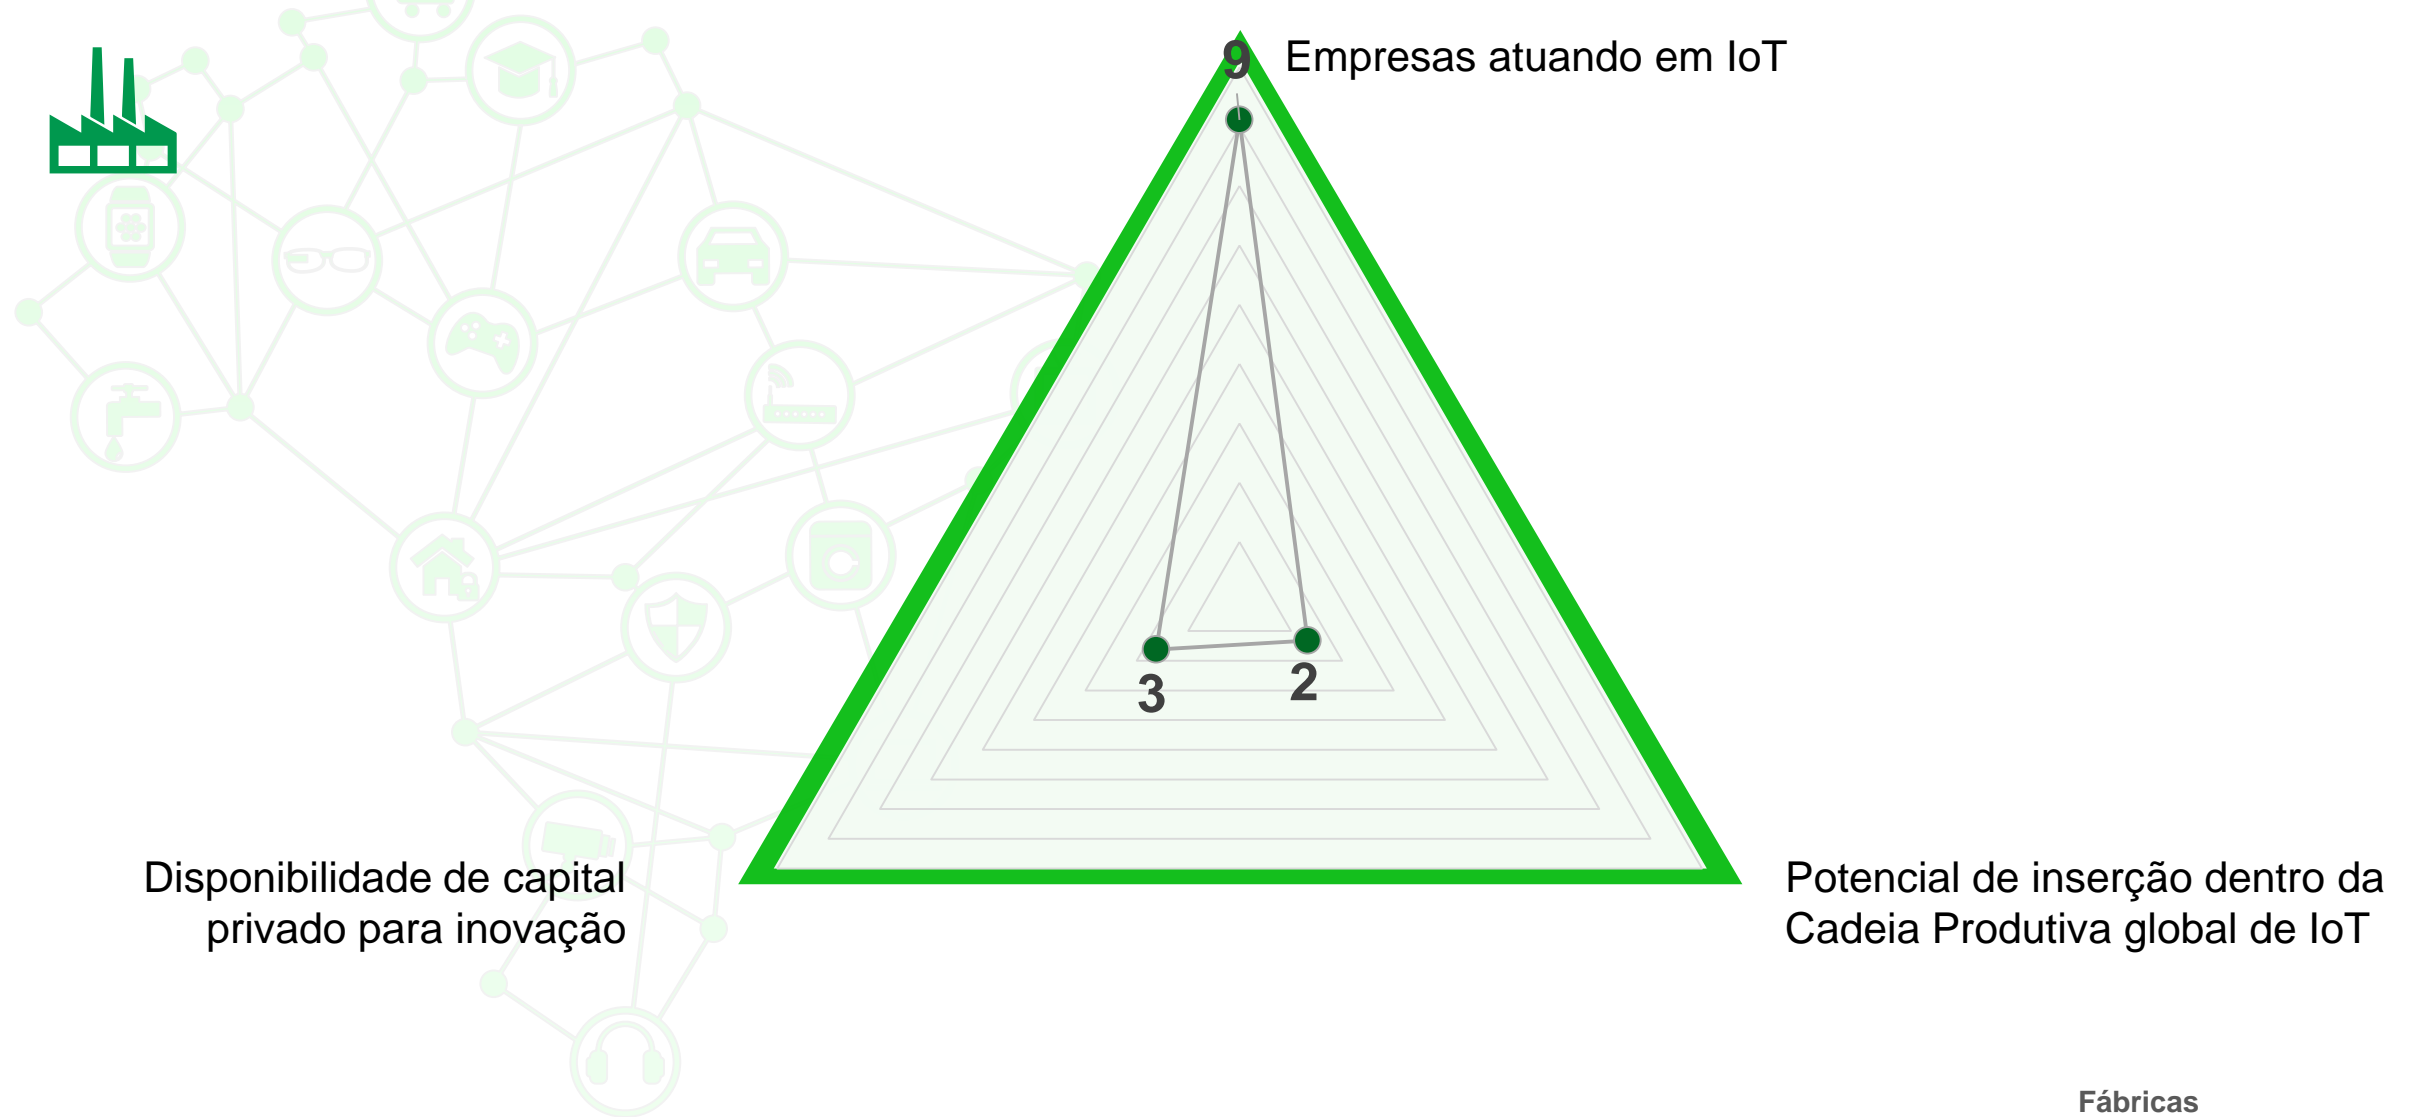 9
Empresas atuando em IoT
3
2
Disponibilidade de capital
privado para inovação
Potencial de inserção dentro da
Cadeia Produtiva global de IoT
Fábricas